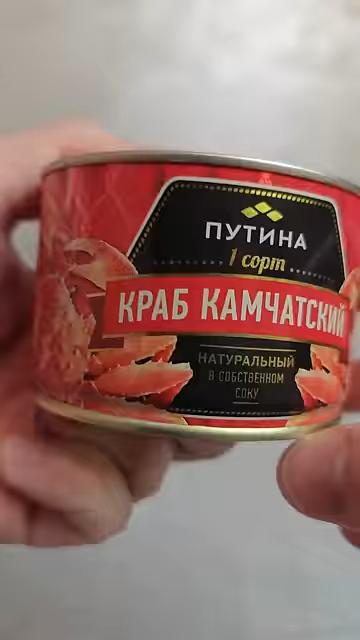 ПУТИНА
1 сорт
КРАБ КАМЧАТСКИЙ
НАТУРАЛЬНЫЙ
В СОБСТВЕННОМ
СОКУ